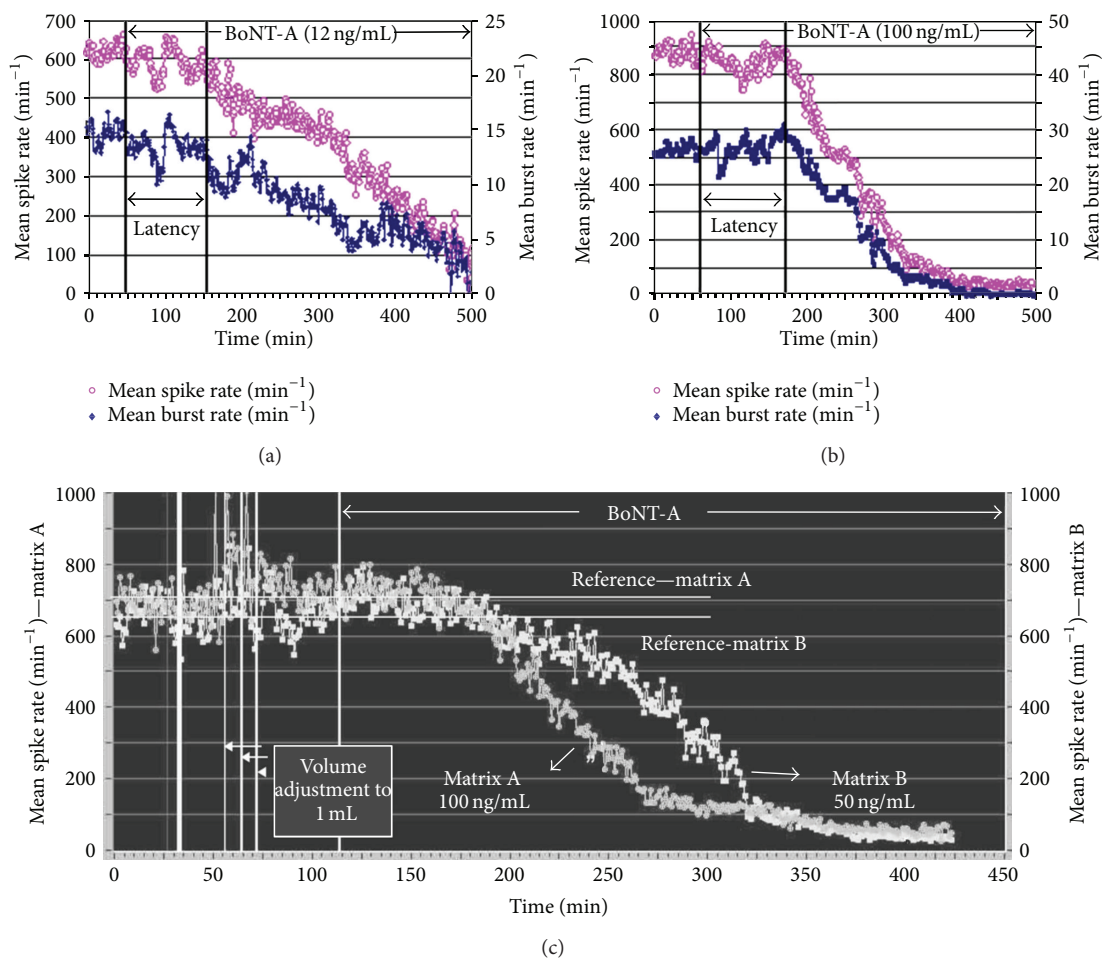 BoNT-A (12 ng/mL)
Latency
700
600
500
400
300
200
100
0
Mean spike rate (min⁻¹)
25
20
15
10
5
0
Mean burst rate (min⁻¹)
0 100 200 300 400 500
Time (min)
Mean spike rate (min⁻¹)
Mean burst rate (min⁻¹)
(a)
BoNT-A (100 ng/mL)
Latency
1000
800
600
400
200
0
Mean spike rate (min⁻¹)
50
40
30
20
10
0
Mean burst rate (min⁻¹)
0 100 200 300 400 500
Time (min)
Mean spike rate (min⁻¹)
Mean burst rate (min⁻¹)
(b)
BoNT-A
Reference—matrix A
Reference-matrix B
Volume
adjustment to
1 mL
Matrix A
100 ng/mL
Matrix B
50 ng/mL
1000
800
600
400
200
0
Mean spike rate (min⁻¹)—matrix A
1000
800
600
400
200
0
Mean spike rate (min⁻¹)—matrix B
0 50 100 150 200 250 300 350 400 450
Time (min)
(c)